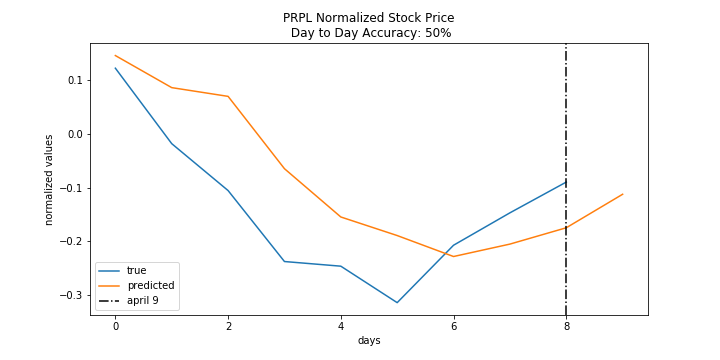 PRPL Normalized Stock Price
Day to Day Accuracy: 50%
normalized values
0.1
0.0
−0.1
−0.2
−0.3
true
predicted
april 9
0 2 4 6 8
days